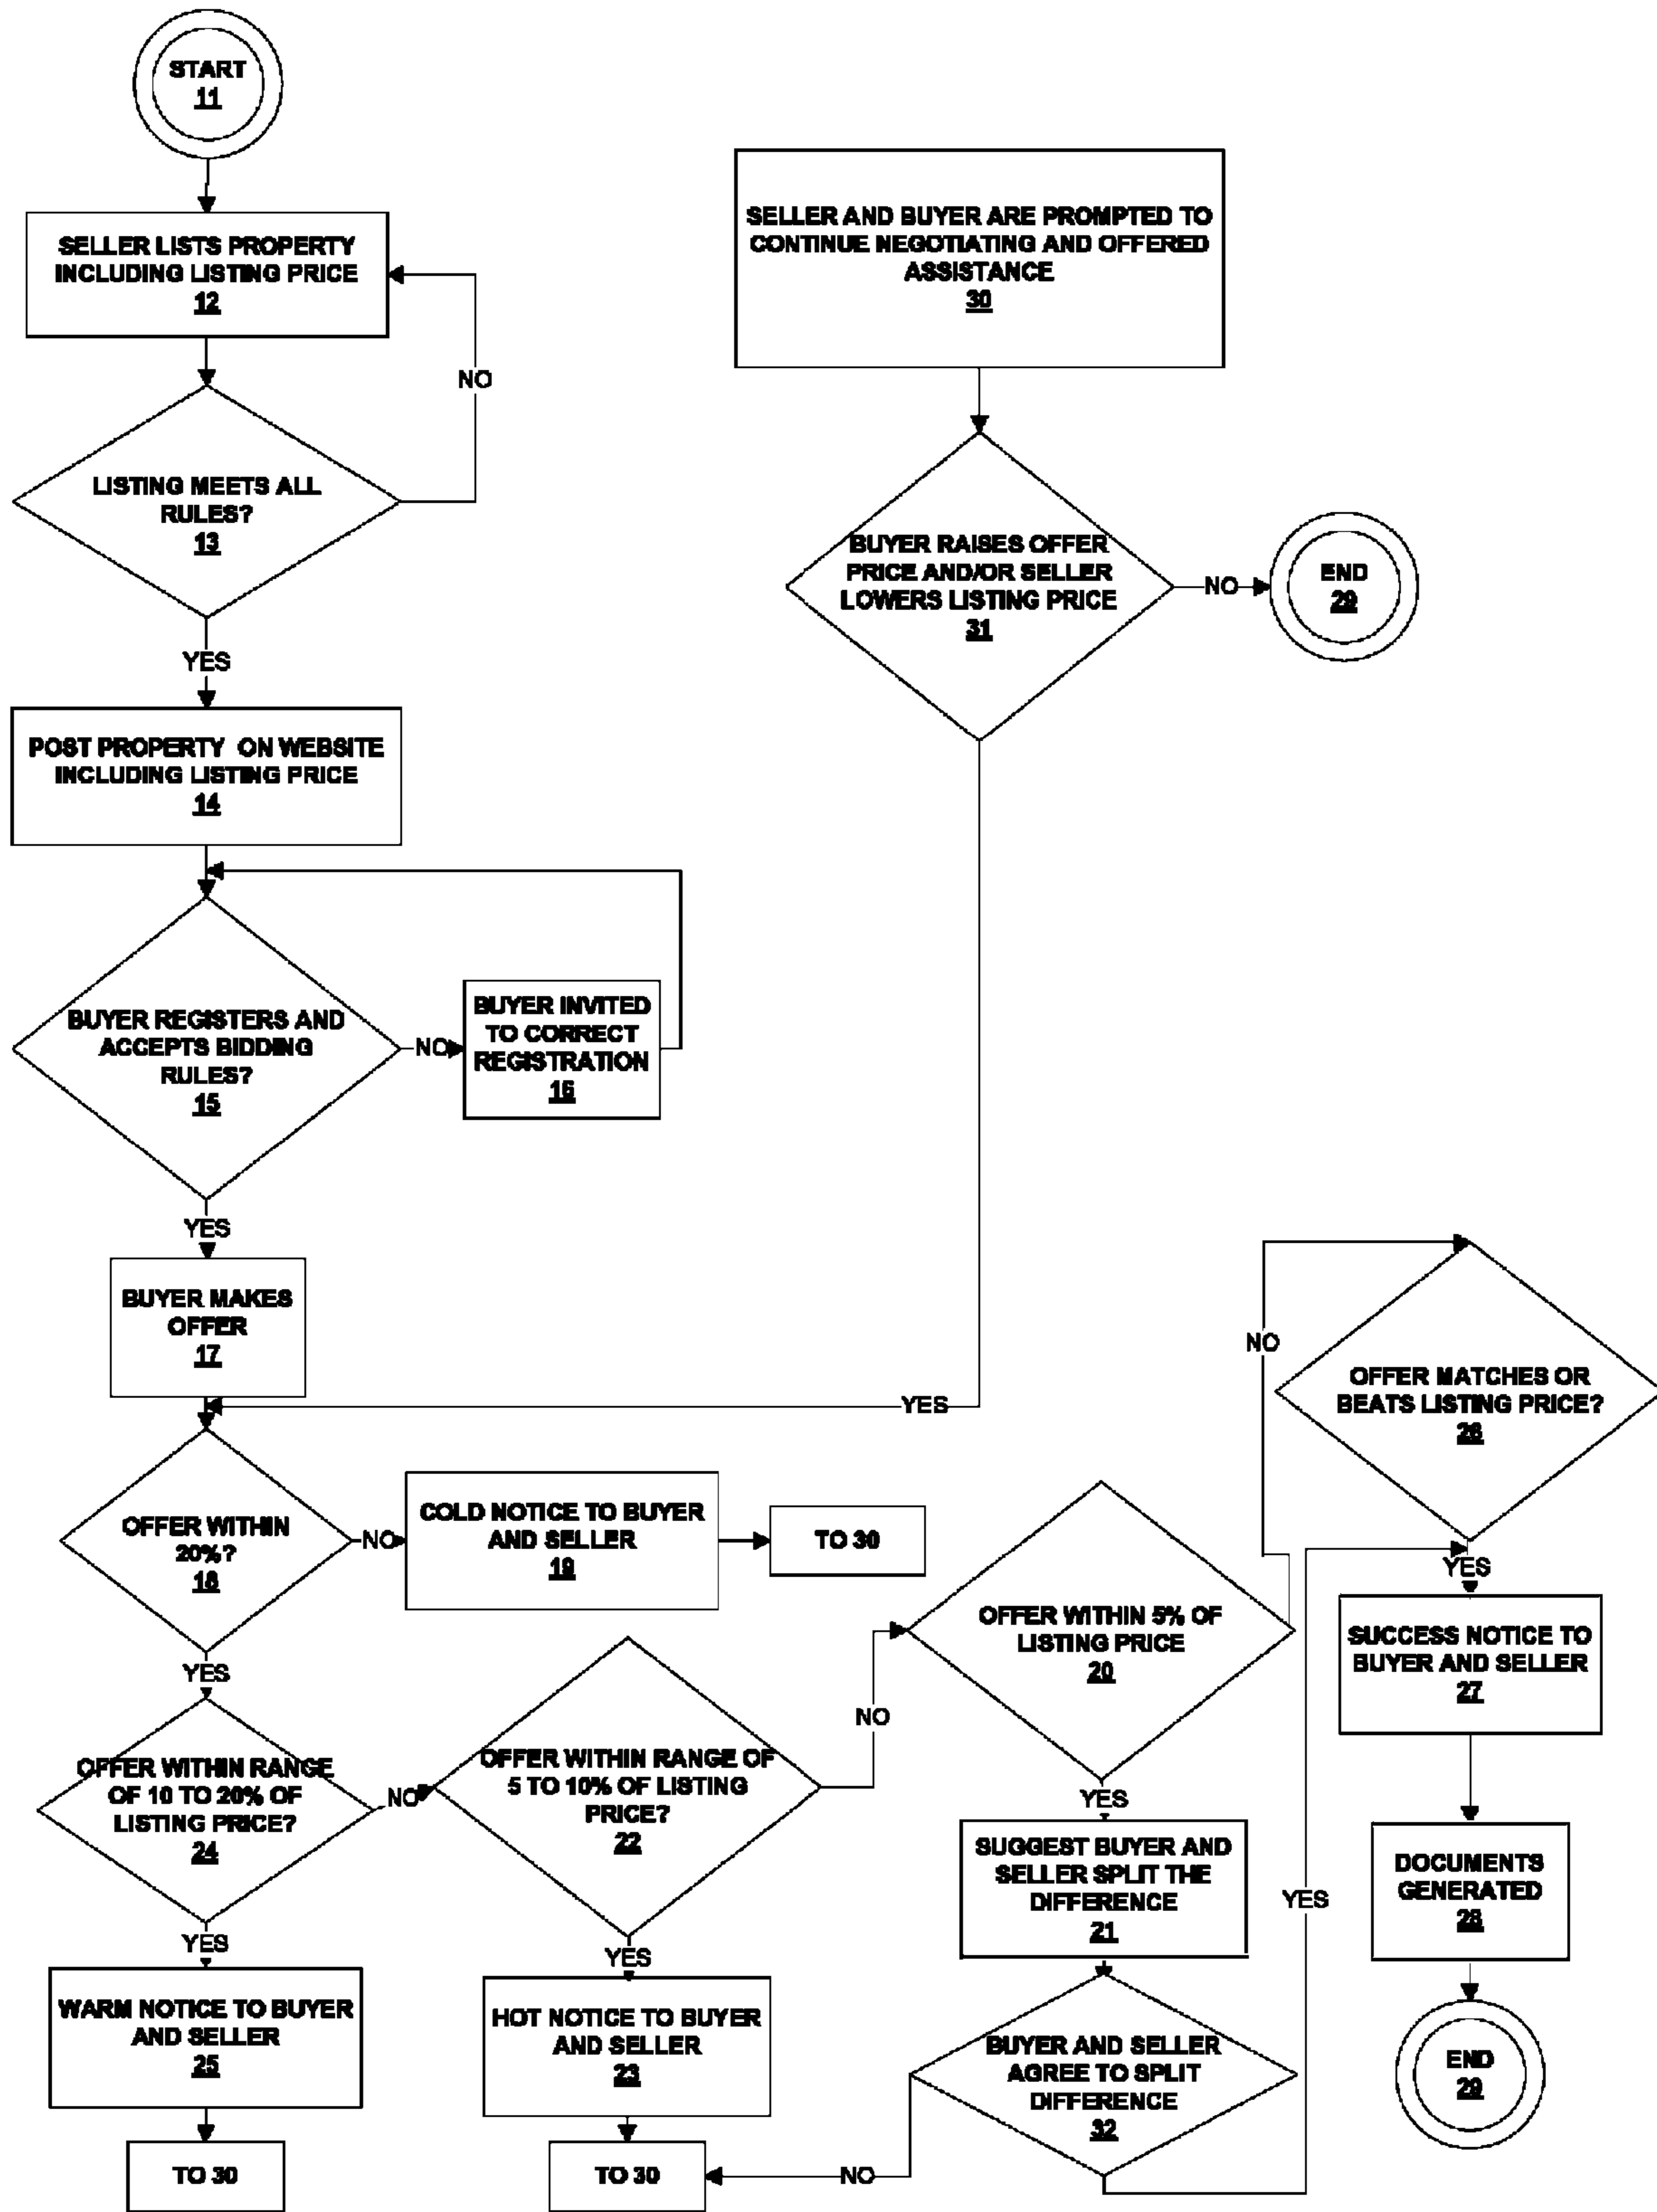 START
11
SELLER LISTS PROPERTY
INCLUDING LISTING PRICE
12
NO
LISTING MEETS ALL
RULES?
13
YES
POST PROPERTY ON WEBSITE
INCLUDING LISTING PRICE
14
BUYER REGISTERS AND
ACCEPTS BIDDING
RULES?
15
NO
BUYER INVITED
TO CORRECT
REGISTRATION
16
YES
BUYER MAKES
OFFER
17
SELLER AND BUYER ARE PROMPTED TO
CONTINUE NEGOTIATING AND OFFERED
ASSISTANCE
30
BUYER RAISES OFFER
PRICE AND/OR SELLER
LOWERS LISTING PRICE
31
NO
END
29
YES
OFFER WITHIN
20%?
18
NO
COLD NOTICE TO BUYER
AND SELLER
19
TO 30
YES
OFFER WITHIN RANGE
OF 10 TO 20% OF
LISTING PRICE?
24
NO
YES
WARM NOTICE TO BUYER
AND SELLER
25
TO 30
OFFER WITHIN RANGE OF
5 TO 10% OF LISTING
PRICE?
22
NO
YES
HOT NOTICE TO BUYER
AND SELLER
23
TO 30
OFFER WITHIN 5% OF
LISTING PRICE
20
NO
YES
SUGGEST BUYER AND
SELLER SPLIT THE
DIFFERENCE
21
BUYER AND SELLER
AGREE TO SPLIT
DIFFERENCE
32
NO
YES
OFFER MATCHES OR
BEATS LISTING PRICE?
26
YES
SUCCESS NOTICE TO
BUYER AND SELLER
27
DOCUMENTS
GENERATED
28
END
29